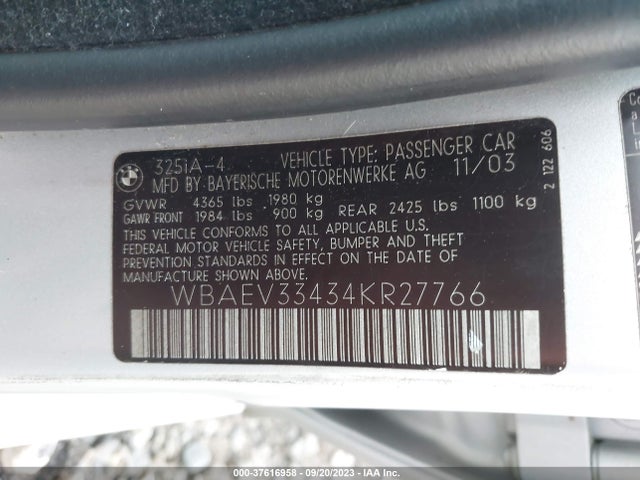 BMW
325iA-4 VEHICLE TYPE: PASSENGER CAR
MFD BY-BAYERISCHE MOTORENWERKE AG 11/03
GVWR 4365 lbs 1980 kg
GAWR FRONT 1984 lbs 900 kg REAR 2425 lbs 1100 kg
THIS VEHICLE CONFORMS TO ALL APPLICABLE U.S.
FEDERAL MOTOR VEHICLE SAFETY, BUMPER AND THEFT
PREVENTION STANDARDS IN EFFECT ON THE DATE OF
MANUFACTURE SHOWN ABOVE.
WBAEV33434KR27766
2 122 606
000-37616958 - 09/20/2023 - IAA Inc.